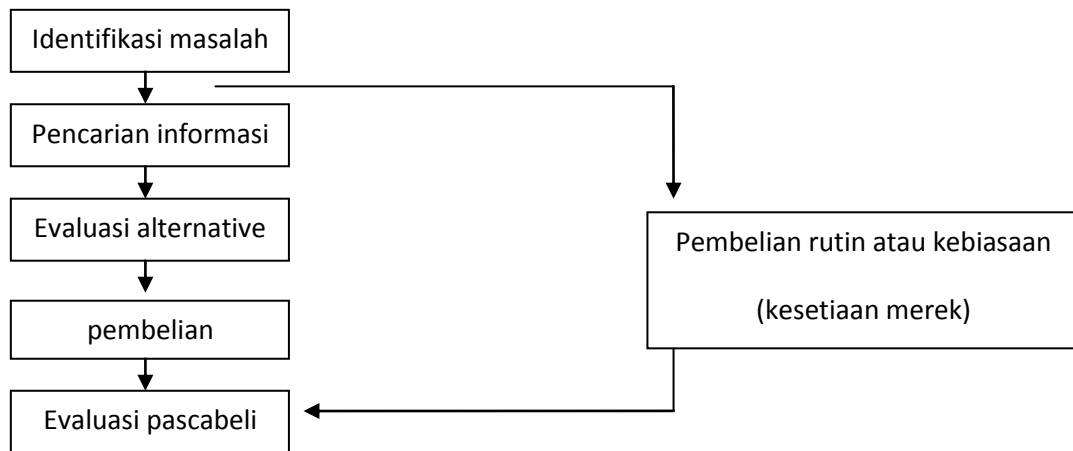 Identifikasi masalah
Pencarian informasi
Evaluasi alternative
pembelian
Evaluasi pascabeli
Pembelian rutin atau kebiasaan
(kesetiaan merek)